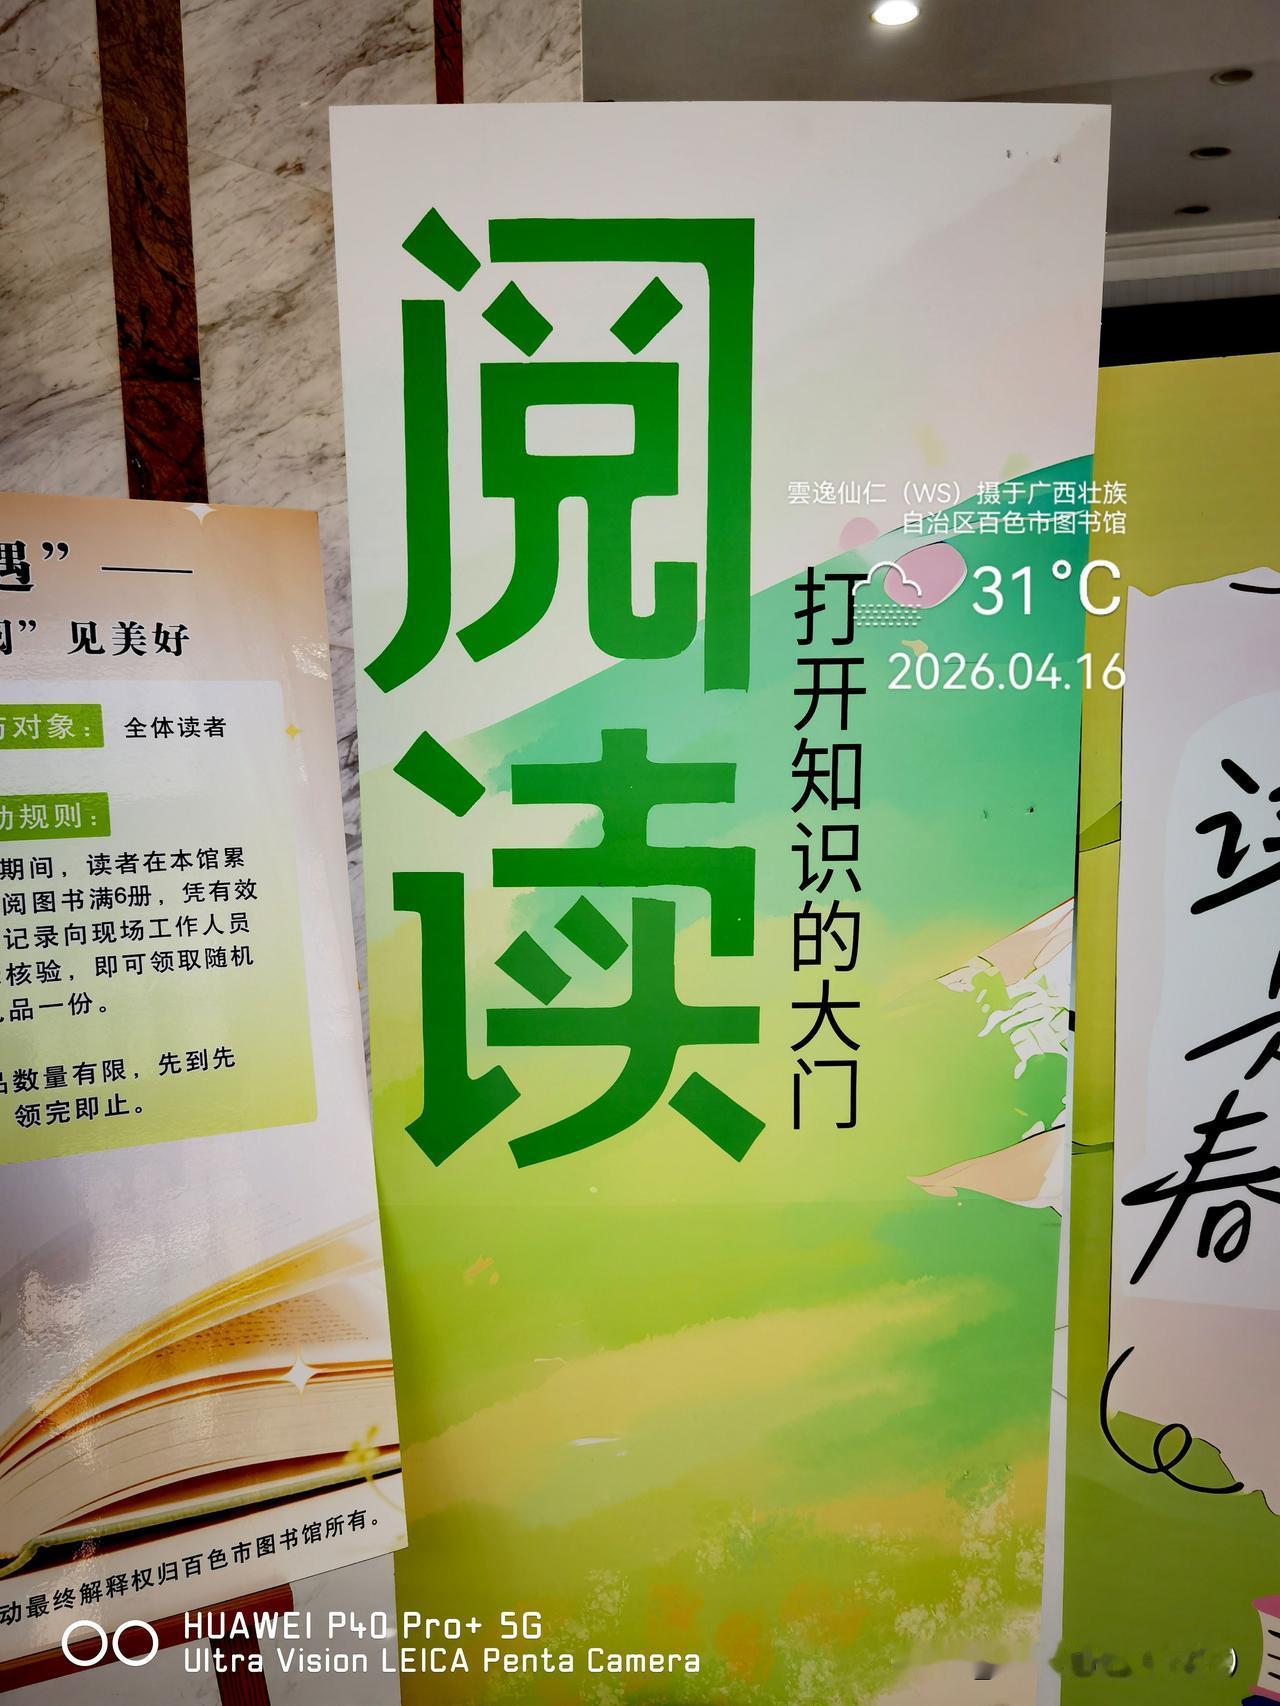 阅读
打开知识的大门
雲逸仙仁（WS）摄于广西壮族
自治区百色市图书馆
31°C
2026.04.16
遇”——
”见美好
对象：全体读者
动规则：
期间，读者在本馆累
阅图书满6册，凭有效
记录向现场工作人员
核验，即可领取随机
品一份。
品数量有限，先到先
领完即止。
动最终解释权归百色市图书馆所有。
春
HUAWEI P40 Pro+ 5G
Ultra Vision LEICA Penta Camera